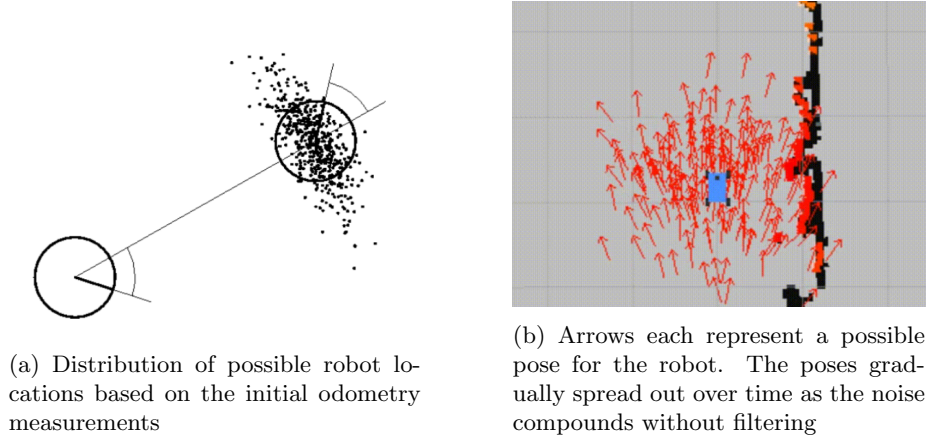 (a) Distribution of possible robot lo-
cations based on the initial odometry
measurements
(b) Arrows each represent a possible
pose for the robot. The poses grad-
ually spread out over time as the noise
compounds without filtering